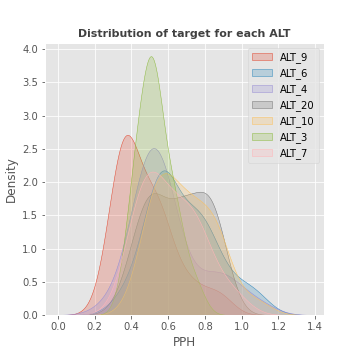 Distribution of target for each ALT
4.0
3.5
3.0
2.5
2.0
1.5
1.0
0.5
0.0
Density
ALT_9
ALT_6
ALT_4
ALT_20
ALT_10
ALT_3
ALT_7
0.0 0.2 0.4 0.6 0.8 1.0 1.2 1.4
PPH